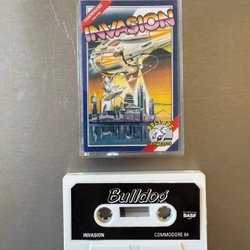 INVASION
Bulldog
BASF
INVASION
COMMODORE 64